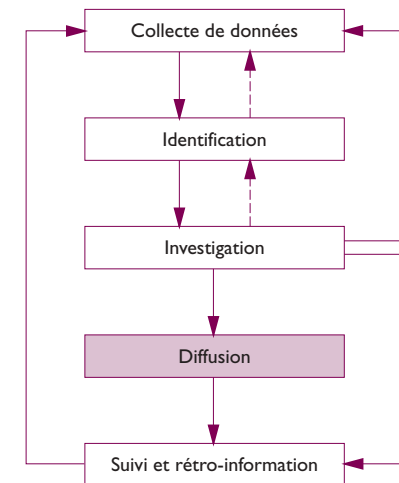 Collecte de données
Identification
Investigation
Diffusion
Suivi et rétro-information